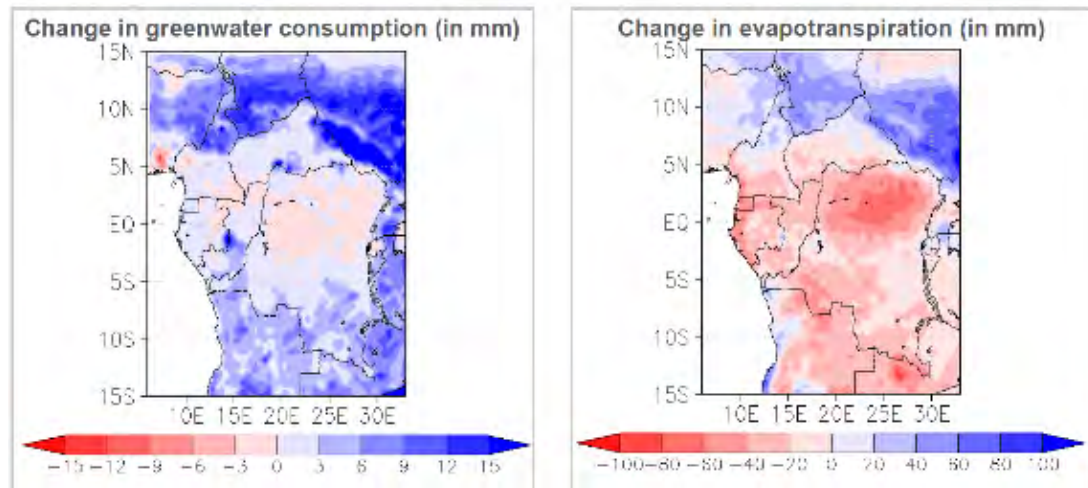 Change in greenwater consumption (in mm)
15N
10N
5N
EQ
5S
10S
15S
10E 15E 20E 25E 30E
-15 -12 -9 -6 -3 0 3 6 9 12 15
Change in evapotranspiration (in mm)
15N
10N
5N
EQ
5S
10S
15S
10E 15E 20E 25E 30E
-100 -80 -60 -40 -20 0 20 40 60 80 100